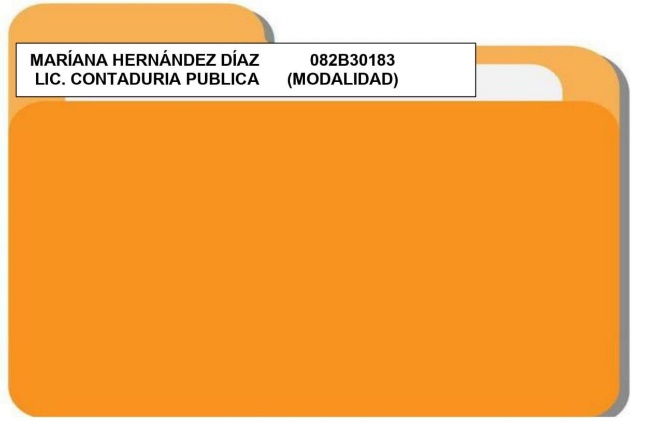 MARÍANA HERNÁNDEZ DÍAZ 082B30183
LIC. CONTADURIA PUBLICA (MODALIDAD)